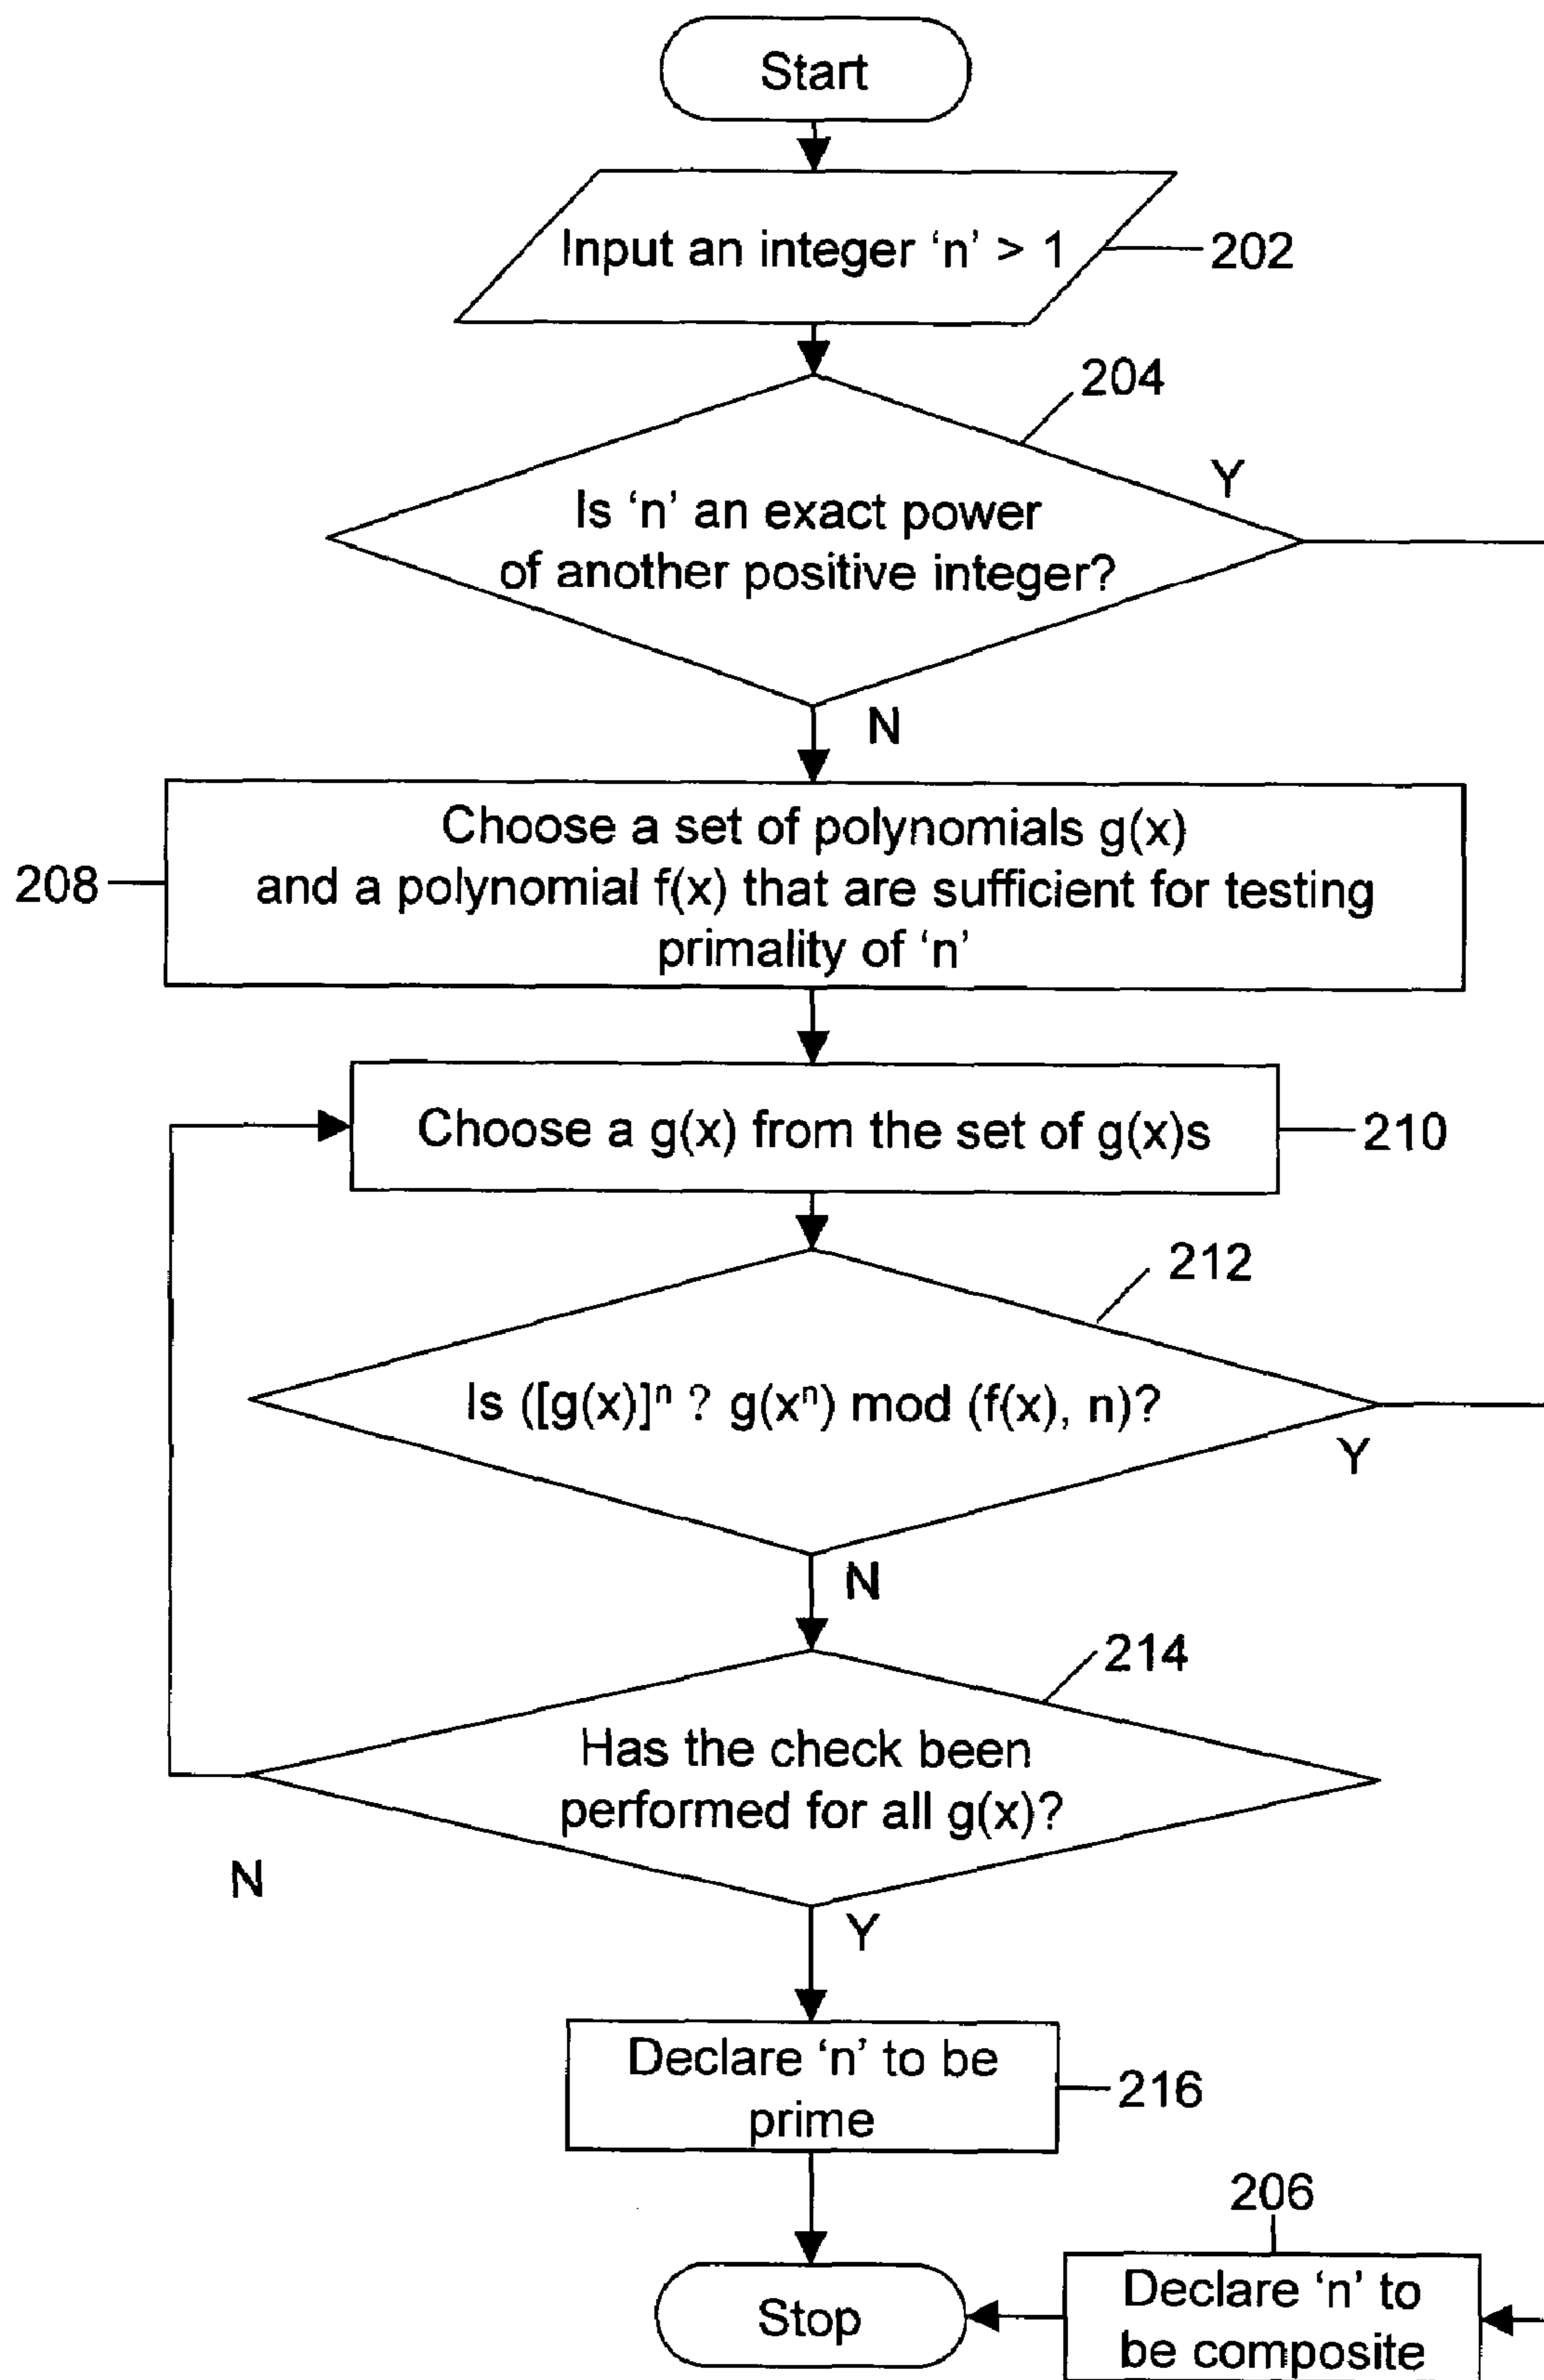 Start
Input an integer ‘n’ > 1
202
204
Y
Is ‘n’ an exact power
of another positive integer?
N
Choose a set of polynomials g(x)
and a polynomial f(x) that are sufficient for testing
primality of ‘n’
208
Choose a g(x) from the set of g(x)s
210
212
Is ([g(x)]ⁿ ? g(xⁿ) mod (f(x), n)?
Y
N
214
Has the check been
performed for all g(x)?
N
Y
Declare ‘n’ to be
prime
216
206
Declare ‘n’ to
be composite
Stop